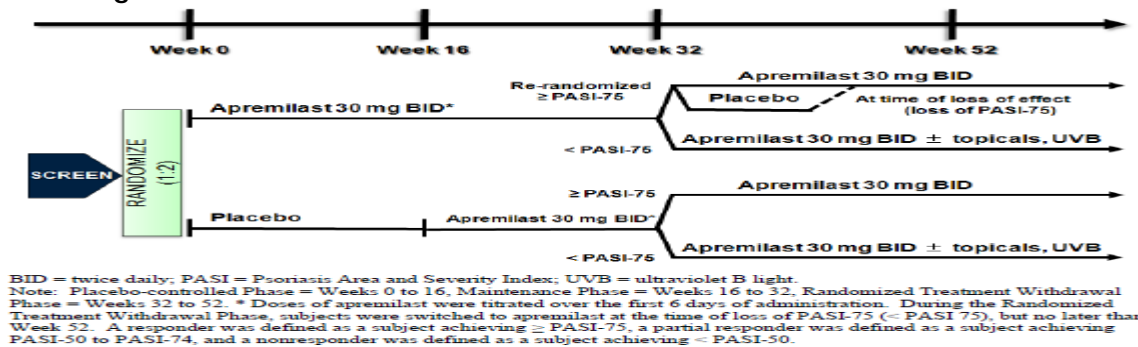 Week 0 Week 16 Week 32 Week 52
Re-randomized
≥ PASI-75
Apremilast 30 mg BID
Apremilast 30 mg BID*
Placebo
At time of loss of effect
(loss of PASI-75)
< PASI-75
Apremilast 30 mg BID ± topicals, UVB
SCREEN
RANDOMIZE
(1:2)
≥ PASI-75
Apremilast 30 mg BID
Placebo
Apremilast 30 mg BID*
< PASI-75
Apremilast 30 mg BID ± topicals, UVB
BID = twice daily; PASI = Psoriasis Area and Severity Index; UVB = ultraviolet B light.
Note: Placebo-controlled Phase = Weeks 0 to 16, Maintenance Phase = Weeks 16 to 32, Randomized Treatment Withdrawal
Phase = Weeks 32 to 52. * Doses of apremilast were titrated over the first 6 days of administration. During the Randomized
Treatment Withdrawal Phase, subjects were switched to apremilast at the time of loss of PASI-75 (< PASI 75), but no later than
Week 52. A responder was defined as a subject achieving ≥ PASI-75, a partial responder was defined as a subject achieving
PASI-50 to PASI-74, and a nonresponder was defined as a subject achieving < PASI-50.